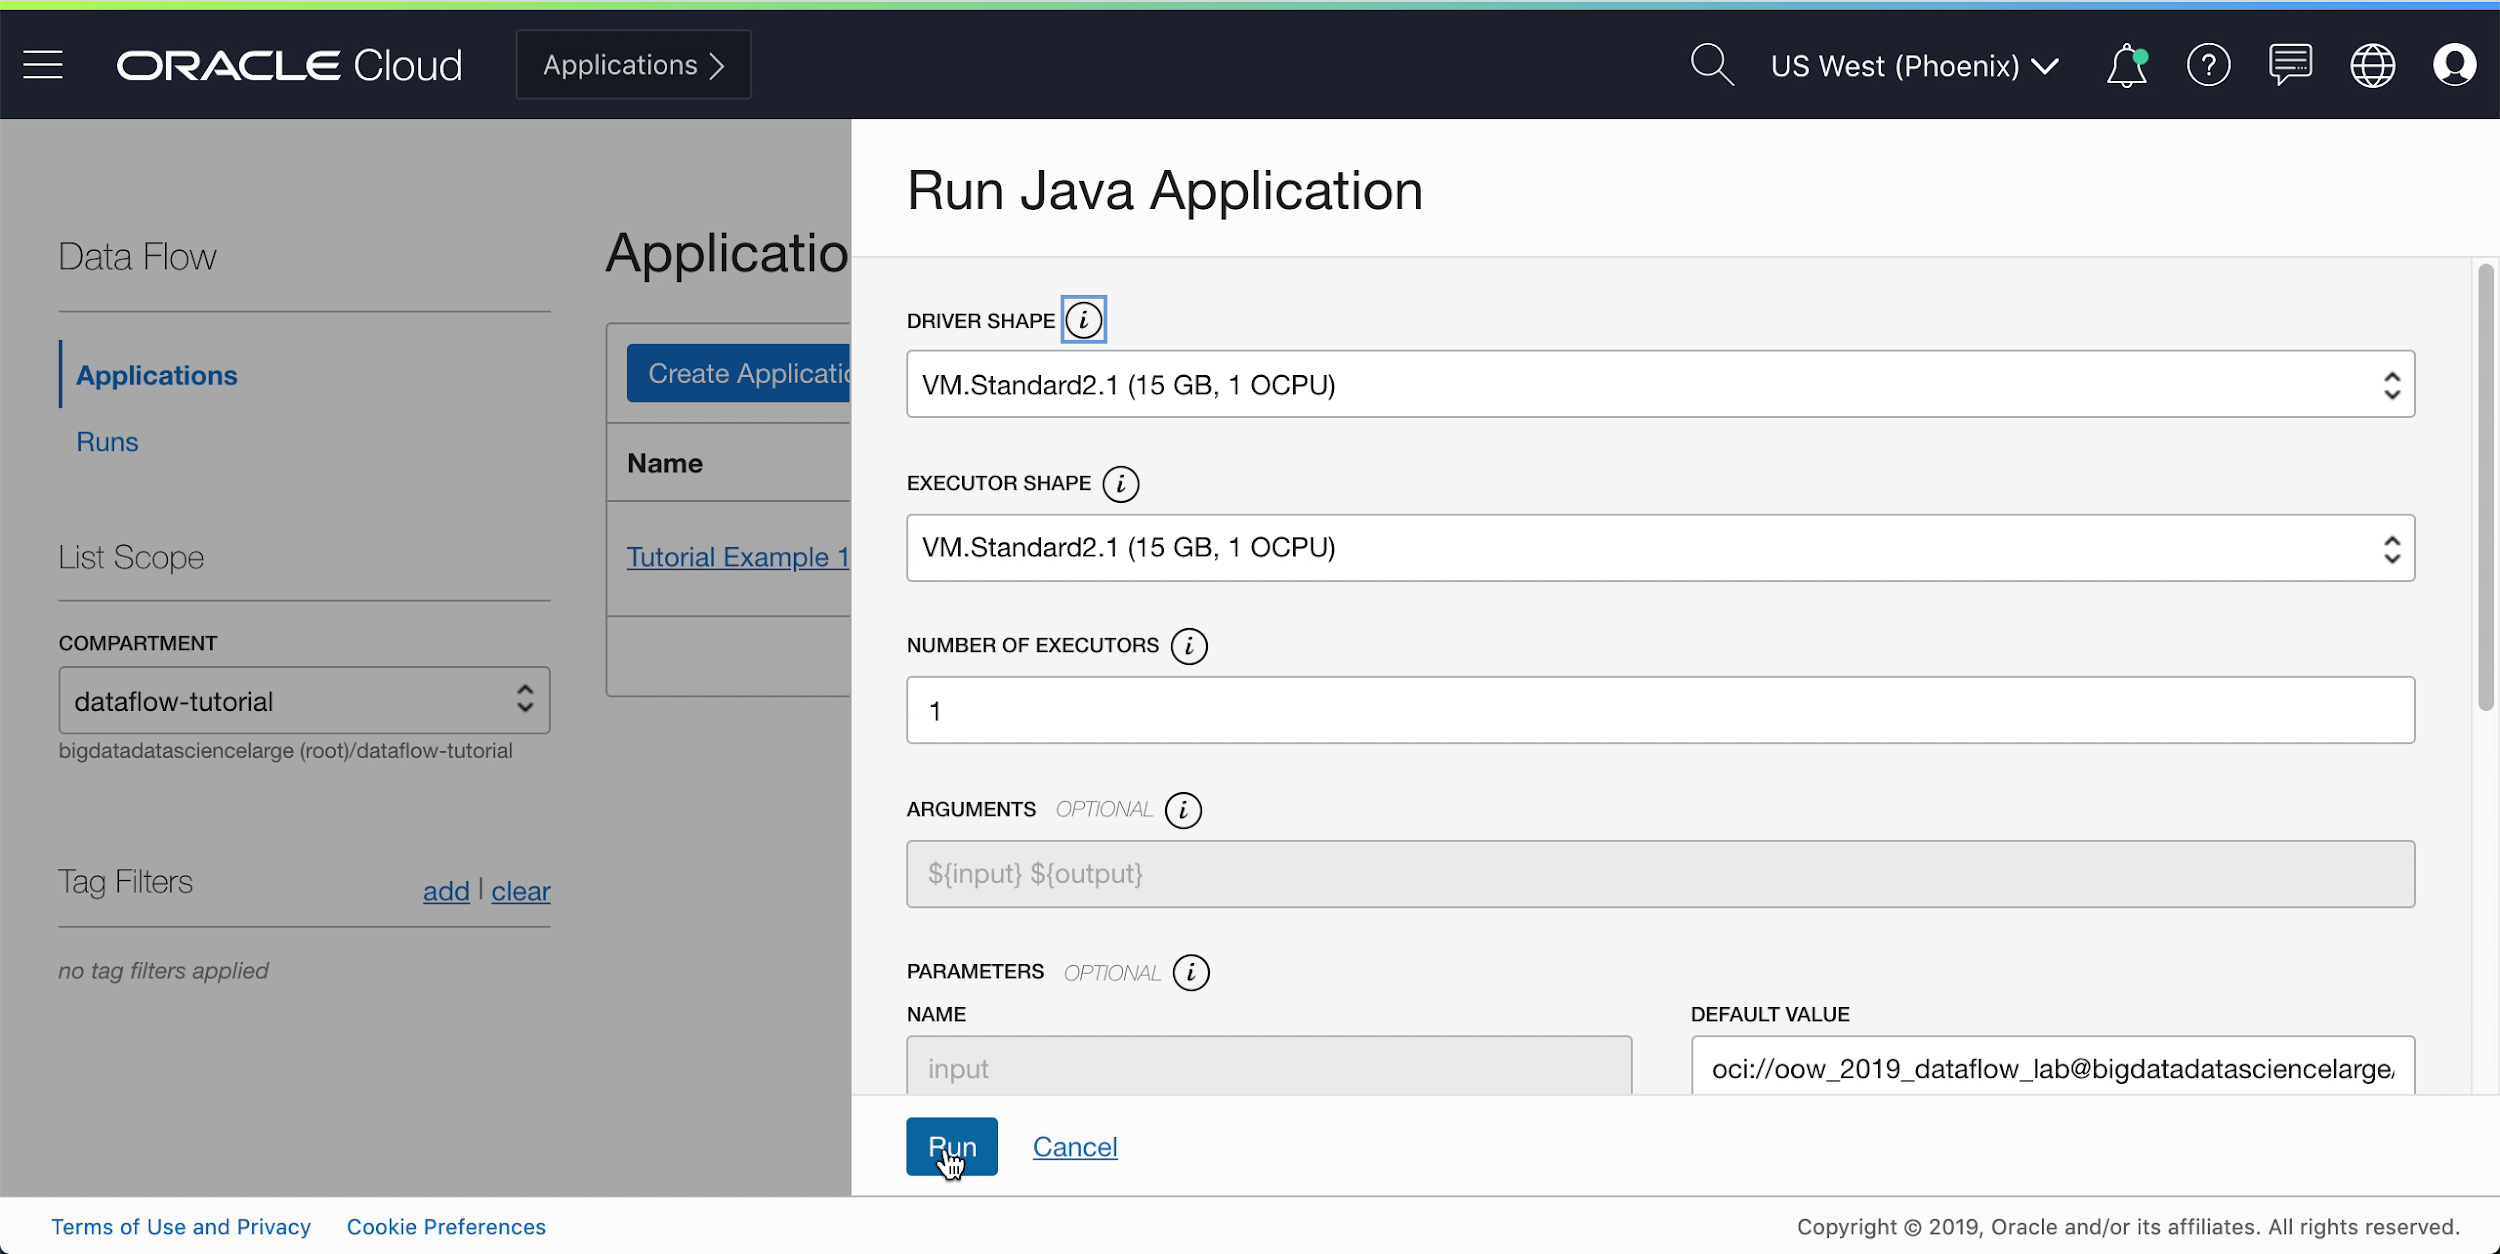 ORACLE Cloud
Applications
US West (Phoenix)
Data Flow
Applications
Runs
List Scope
COMPARTMENT
dataflow-tutorial
bigdatadatasciencelarge (root)/dataflow-tutorial
Tag Filters
add | clear
no tag filters applied
Applicatio
Create Applicatio
Name
Tutorial Example 1
Run Java Application
DRIVER SHAPE i
VM.Standard2.1 (15 GB, 1 OCPU)
EXECUTOR SHAPE i
VM.Standard2.1 (15 GB, 1 OCPU)
NUMBER OF EXECUTORS i
1
ARGUMENTS OPTIONAL i
${input} ${output}
PARAMETERS OPTIONAL i
NAME
DEFAULT VALUE
input
oci://oow_2019_dataflow_lab@bigdatadatasciencelarge/
Run
Cancel
Terms of Use and Privacy
Cookie Preferences
Copyright © 2019, Oracle and/or its affiliates. All rights reserved.